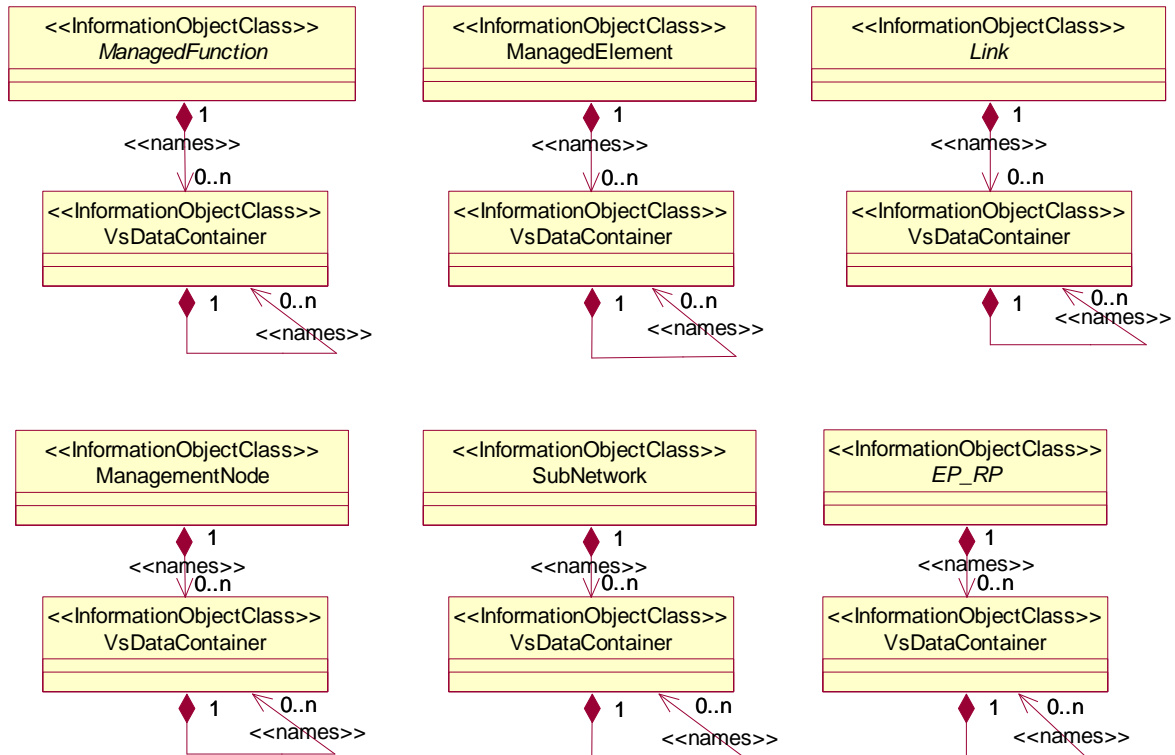 <<InformationObjectClass>>
ManagedFunction
1
<<names>>
0..n
<<InformationObjectClass>>
VsDataContainer
1
0..n
<<names>>
<<InformationObjectClass>>
ManagedElement
1
<<names>>
0..n
<<InformationObjectClass>>
VsDataContainer
1
0..n
<<names>>
<<InformationObjectClass>>
Link
1
<<names>>
0..n
<<InformationObjectClass>>
VsDataContainer
1
0..n
<<names>>
<<InformationObjectClass>>
ManagementNode
1
<<names>>
0..n
<<InformationObjectClass>>
VsDataContainer
1
0..n
<<names>>
<<InformationObjectClass>>
SubNetwork
1
<<names>>
0..n
<<InformationObjectClass>>
VsDataContainer
1
0..n
<<names>>
<<InformationObjectClass>>
EP_RP
1
<<names>>
0..n
<<InformationObjectClass>>
VsDataContainer
1
0..n
<<names>>